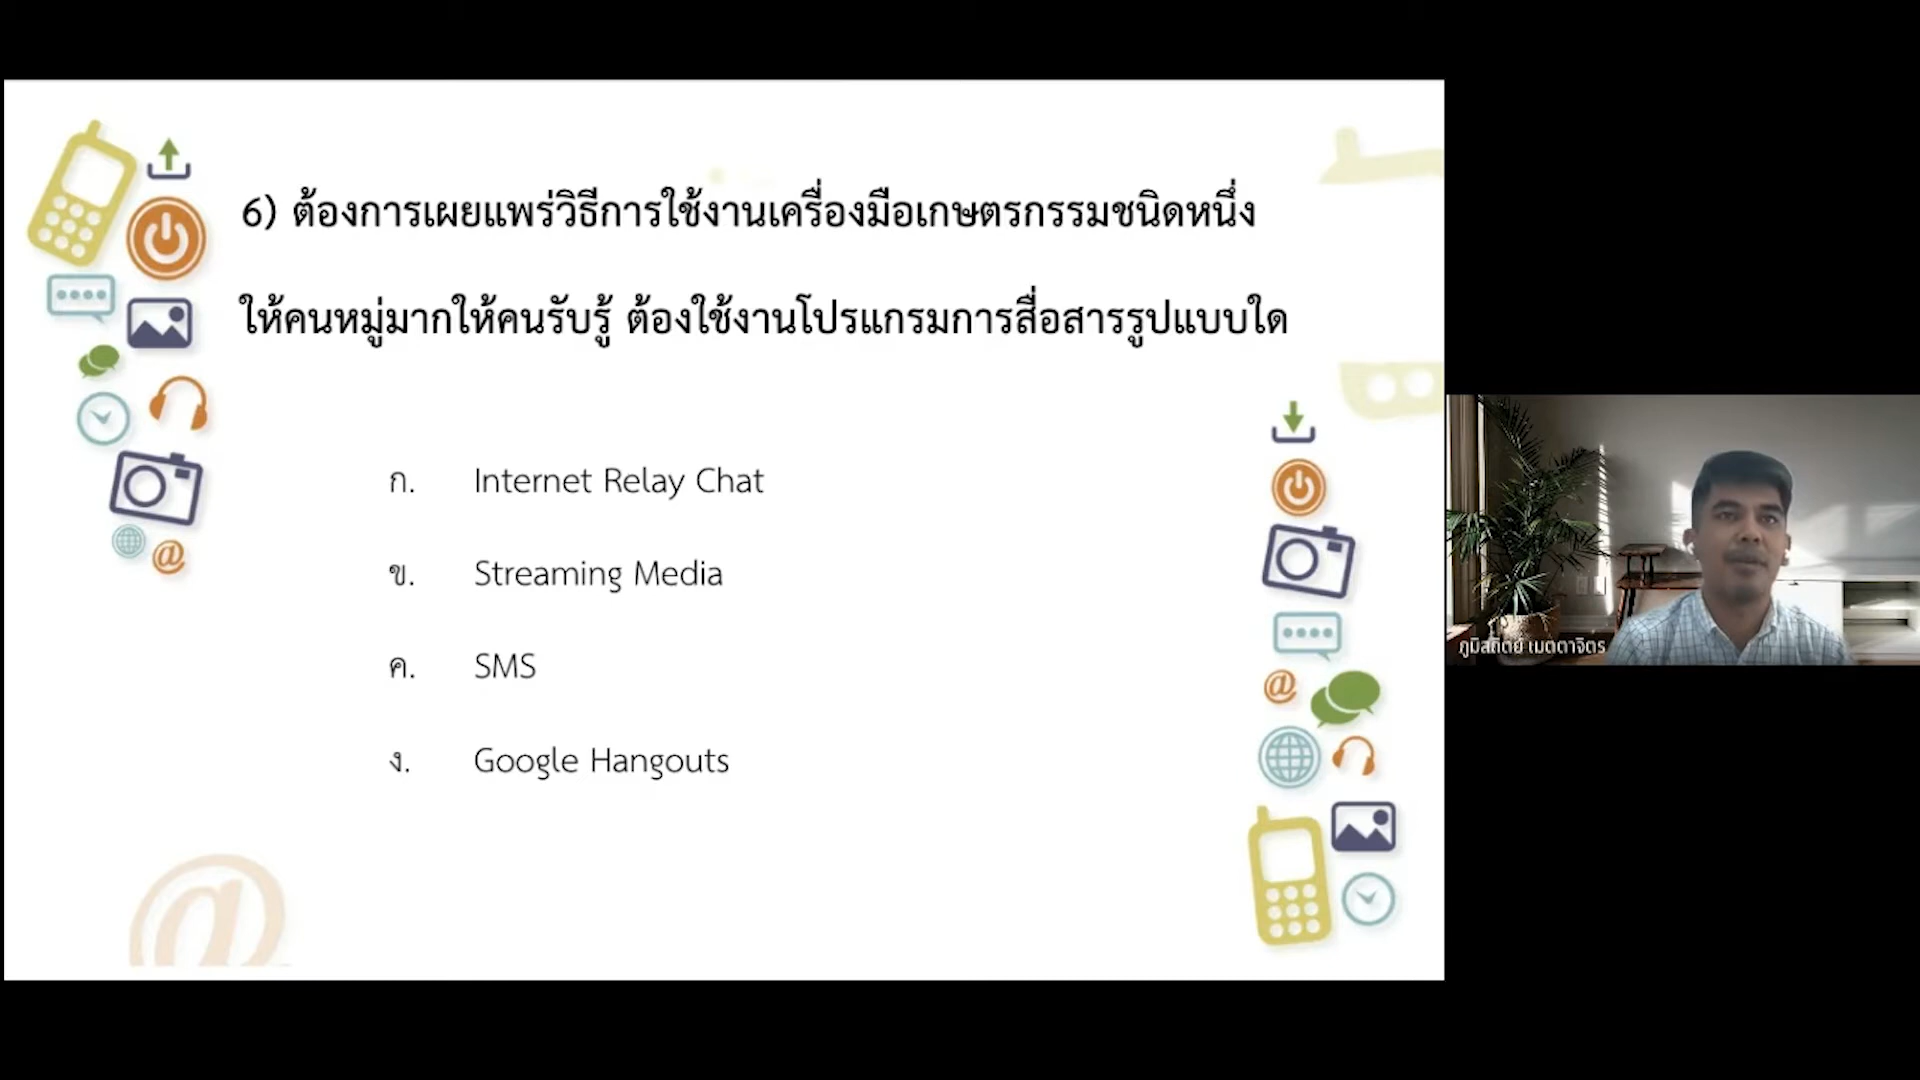 6) ต้องการเผยแพร่วิธีการใช้งานเครื่องมือเกษตรกรรมชนิดหนึ่ง
ให้คนหมู่มากให้คนรับรู้ ต้องใช้งานโปรแกรมการสื่อสารรูปแบบใด
ก. Internet Relay Chat
ข. Streaming Media
ค. SMS
ง. Google Hangouts
ภูมิสถิตย์ เมตตาจิตร